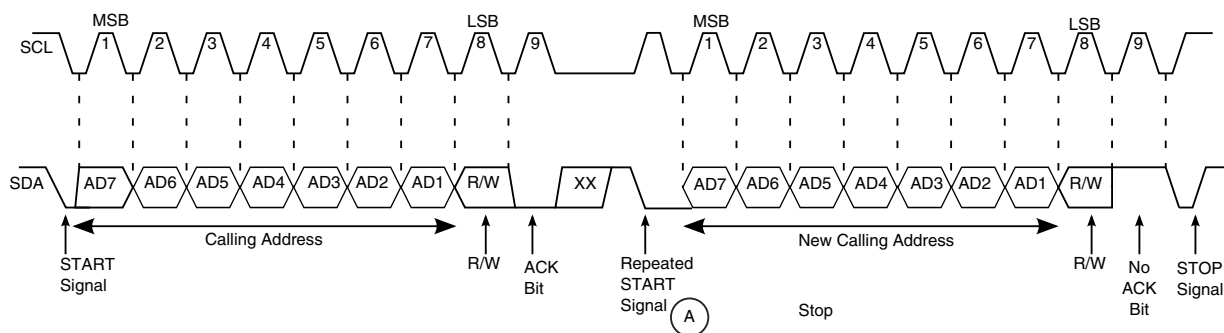 MSB LSB MSB LSB
SCL 1 2 3 4 5 6 7 8 9 1 2 3 4 5 6 7 8 9
SDA AD7 AD6 AD5 AD4 AD3 AD2 AD1 R/W XX AD7 AD6 AD5 AD4 AD3 AD2 AD1 R/W
Calling Address
New Calling Address
START
Signal
R/W
ACK
Bit
Repeated
START
Signal
A
Stop
R/W
No
ACK
Bit
STOP
Signal